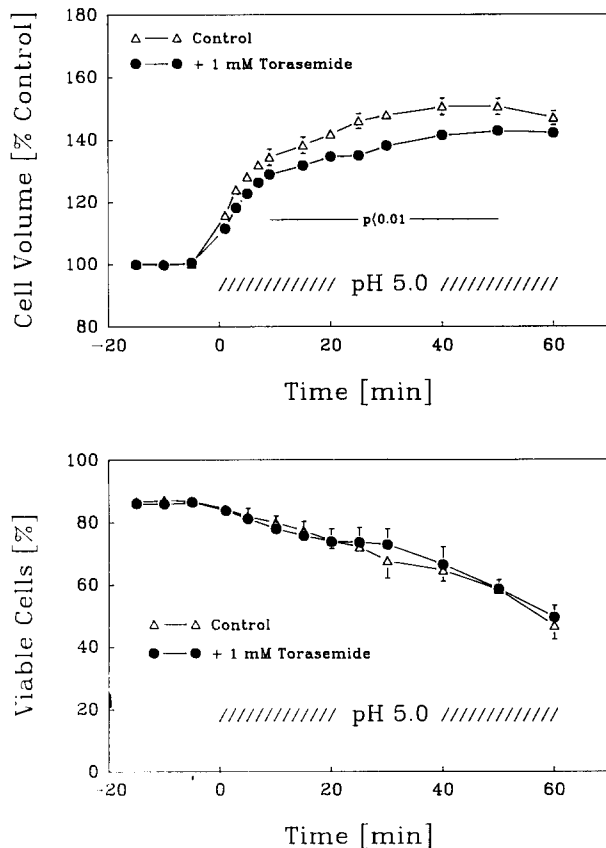 Cell Volume [% Control]
180
160
140
120
100
80
Control
+ 1 mM Torasemide
p⟨0.01
pH 5.0
-20
0
20
40
60
Time [min]
Viable Cells [%]
100
80
60
40
20
0
Control
+ 1 mM Torasemide
pH 5.0
-20
0
20
40
60
Time [min]